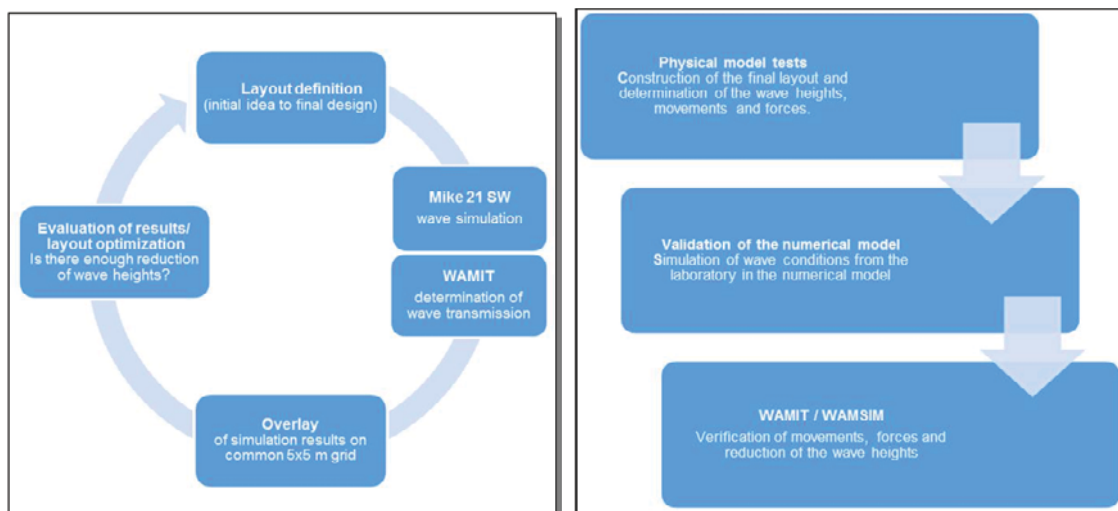 Layout definition
(initial idea to final design)
Mike 21 SW
wave simulation
WAMIT
determination of
wave transmission
Overlay
of simulation results on
common 5x5 m grid
Evaluation of results/
layout optimization
Is there enough reduction
of wave heights?
Physical model tests
Construction of the final layout and
determination of the wave heights,
movements and forces.
Validation of the numerical model
Simulation of wave conditions from the
laboratory in the numerical model
WAMIT / WAMSIM
Verification of movements, forces and
reduction of the wave heights